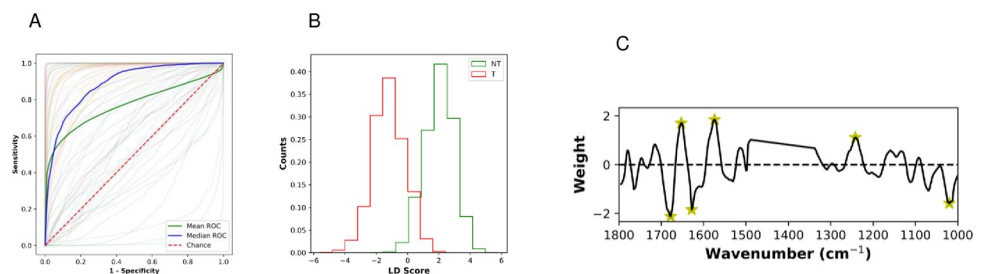 A
B
C
1.0
0.8
0.6
0.4
0.2
0.0
Sensitivity
0.0 0.2 0.4 0.6 0.8 1.0
1 - Specificity
Mean ROC
Median ROC
Chance
0.40
0.35
0.30
0.25
0.20
0.15
0.10
0.05
0.00
Counts
−6 −4 −2 0 2 4 6
LD Score
NT
T
2
0
−2
Weight
1800 1700 1600 1500 1400 1300 1200 1100 1000
Wavenumber (cm⁻¹)